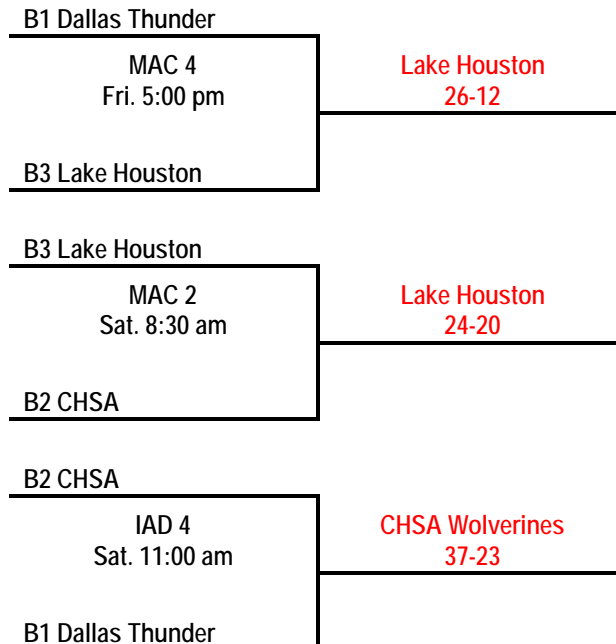 B1 Dallas Thunder
MAC 4
Fri. 5:00 pm
Lake Houston
26-12
B3 Lake Houston
B3 Lake Houston
MAC 2
Sat. 8:30 am
Lake Houston
24-20
B2 CHSA
B2 CHSA
IAD 4
Sat. 11:00 am
CHSA Wolverines
37-23
B1 Dallas Thunder